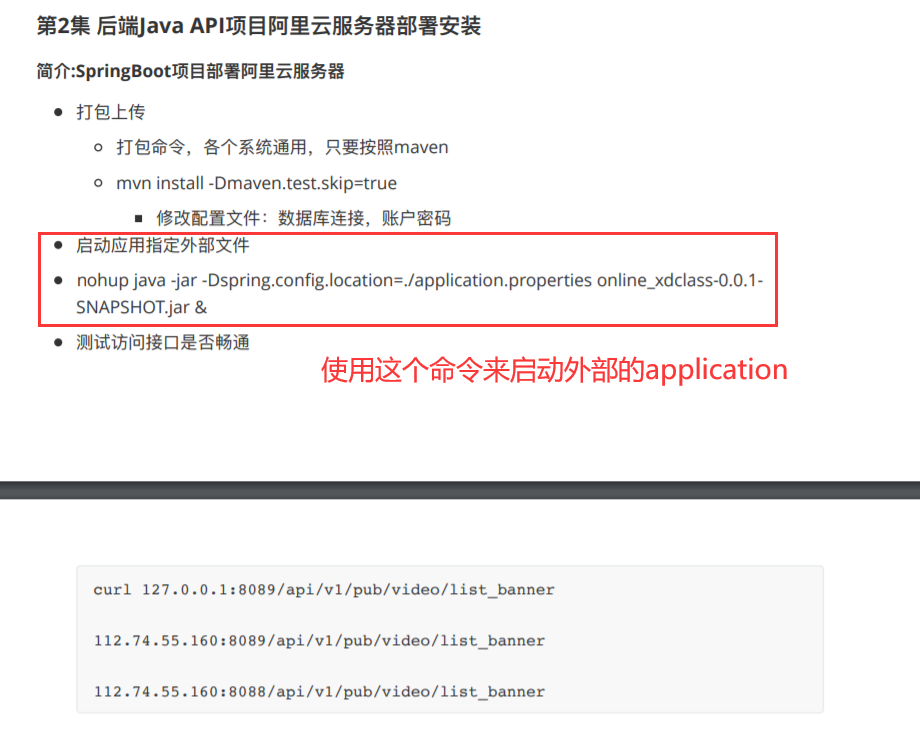 第2集 后端Java API项目阿里云服务器部署安装
简介:SpringBoot项目部署阿里云服务器
打包上传
打包命令，各个系统通用，只要按照maven
mvn install -Dmaven.test.skip=true
修改配置文件：数据库连接，账户密码
启动应用指定外部文件
nohup java -jar -Dspring.config.location=./application.properties online_xdclass-0.0.1-
SNAPSHOT.jar &
测试访问接口是否畅通
使用这个命令来启动外部的application
curl 127.0.0.1:8089/api/v1/pub/video/list_banner
112.74.55.160:8089/api/v1/pub/video/list_banner
112.74.55.160:8088/api/v1/pub/video/list_banner